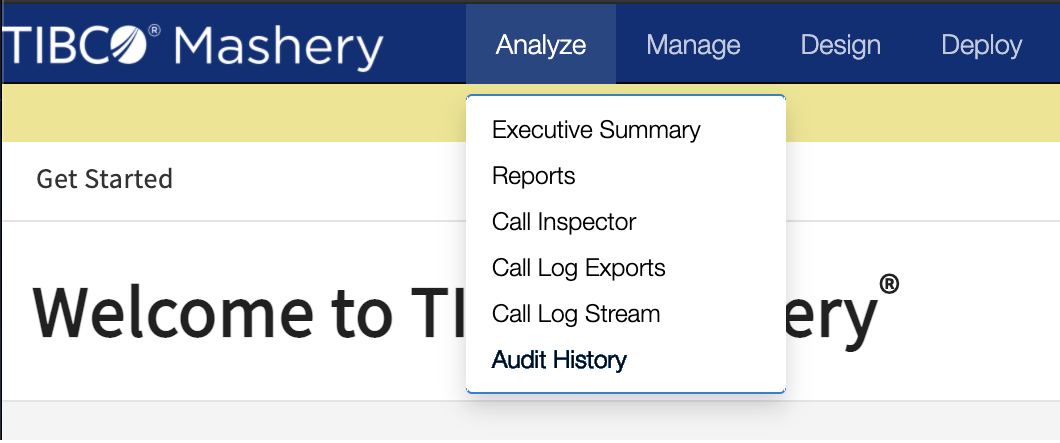 TIBCO® Mashery
Analyze
Manage
Design
Deploy
Executive Summary
Reports
Call Inspector
Call Log Exports
Call Log Stream
Audit History
Get Started
Welcome to TI ery®